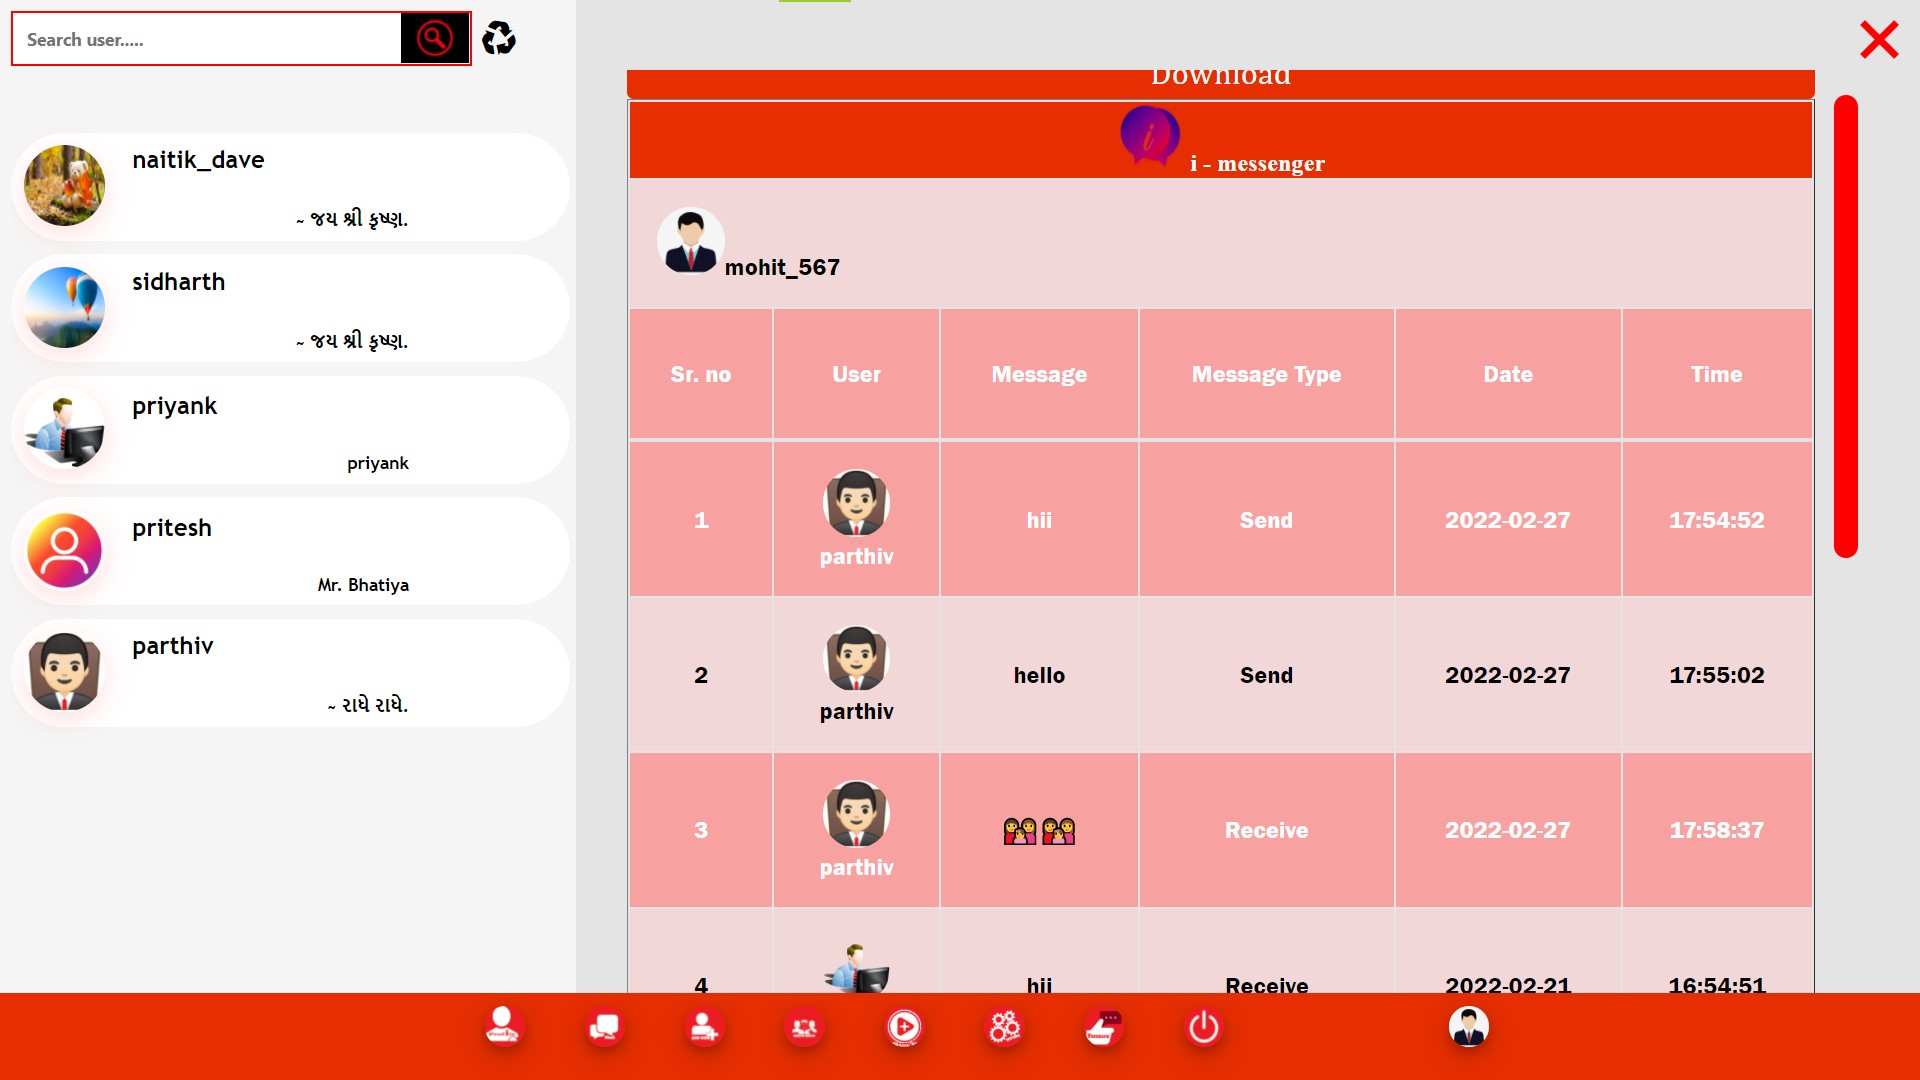 Search user.....
naitik_dave
~ જય શ્રી કૃષ્ણ.
sidharth
~ જય શ્રી કૃષ્ણ.
priyank
priyank
pritesh
Mr. Bhatiya
parthiv
~ રાધે રાધે.
Download
i - messenger
mohit_567
Sr. no User Message Message Type Date Time
1 parthiv hii Send 2022-02-27 17:54:52
2 parthiv hello Send 2022-02-27 17:55:02
3 parthiv 👩‍👩‍👧👩‍👩‍👧 Receive 2022-02-27 17:58:37
4 hii Receive 2022-02-21 16:54:51